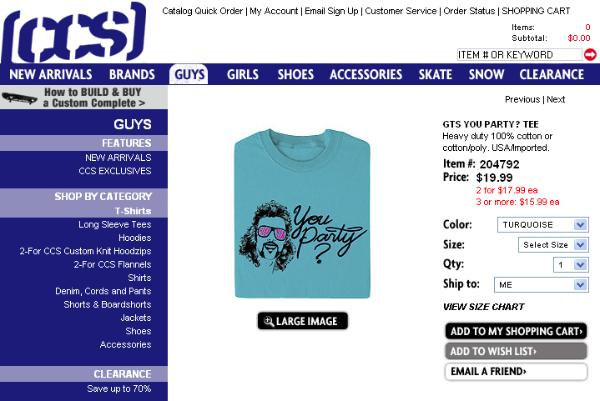 Catalog Quick Order | My Account | Email Sign Up | Customer Service | Order Status | SHOPPING CART
(CCS)
Items: 0
Subtotal: $0.00
ITEM # OR KEYWORD
NEW ARRIVALS BRANDS GUYS GIRLS SHOES ACCESSORIES SKATE SNOW CLEARANCE
How to BUILD & BUY
a Custom Complete >
Previous | Next
GUYS
FEATURES
NEW ARRIVALS
CCS EXCLUSIVES
SHOP BY CATEGORY
T-Shirts
Long Sleeve Tees
Hoodies
2-For CCS Custom Knit Hoodzips
2-For CCS Flannels
Shirts
Denim, Cords and Pants
Shorts & Boardshorts
Jackets
Shoes
Accessories
CLEARANCE
Save up to 70%
You
Party
?
LARGE IMAGE
GTS YOU PARTY? TEE
Heavy duty 100% cotton or
cotton/poly. USA/Imported.
Item #: 204792
Price: $19.99
2 for $17.99 ea
3 or more: $15.99 ea
Color: TURQUOISE
Size: Select Size
Qty: 1
Ship to: ME
VIEW SIZE CHART
ADD TO MY SHOPPING CART›
ADD TO WISH LIST›
EMAIL A FRIEND›